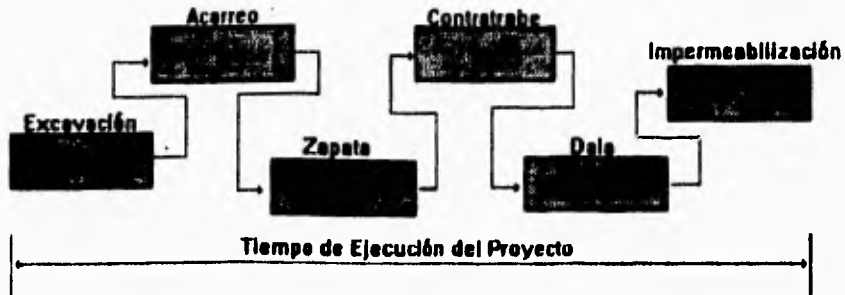 Acarreo
Contratrabe
Impermeabilización
Excavación
Zapata
Dala
Tiempo de Ejecución del Proyecto